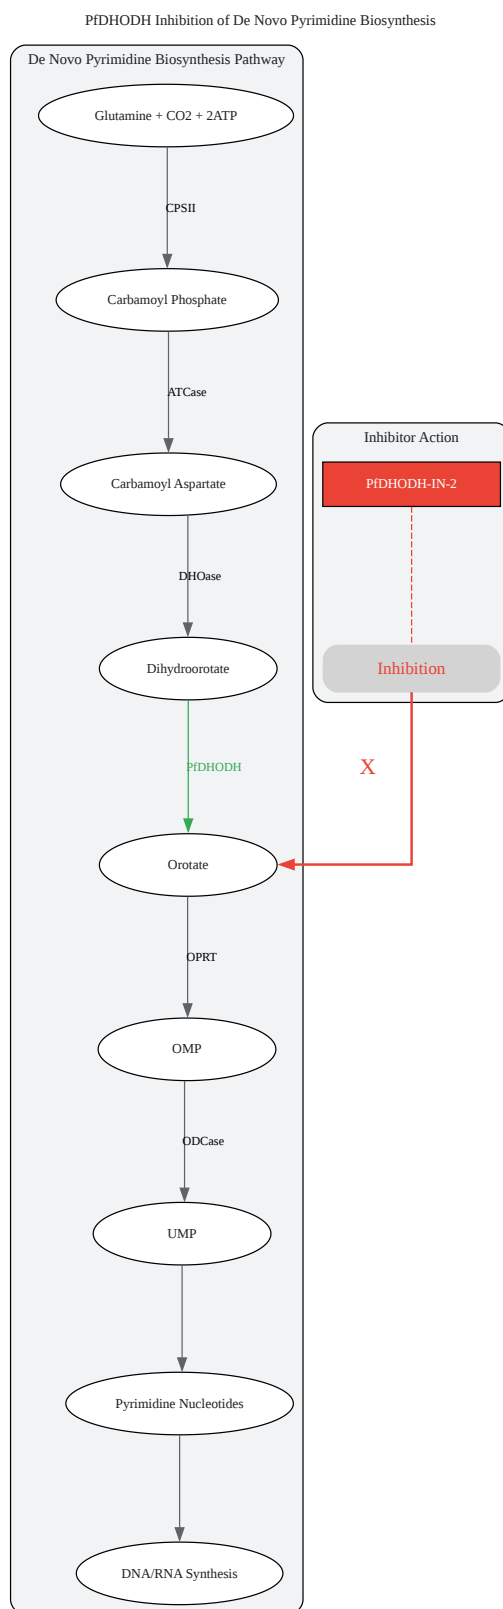 PfDHODH Inhibition of De Novo Pyrimidine Biosynthesis
De Novo Pyrimidine Biosynthesis Pathway
Glutamine + CO2 + 2ATP
CPSII
Carbamoyl Phosphate
ATCase
Carbamoyl Aspartate
DHOase
Dihydroorotate
PfDHODH
Orotate
OPRT
OMP
ODCase
UMP
Pyrimidine Nucleotides
DNA/RNA Synthesis
Inhibitor Action
PfDHODH-IN-2
Inhibition
X